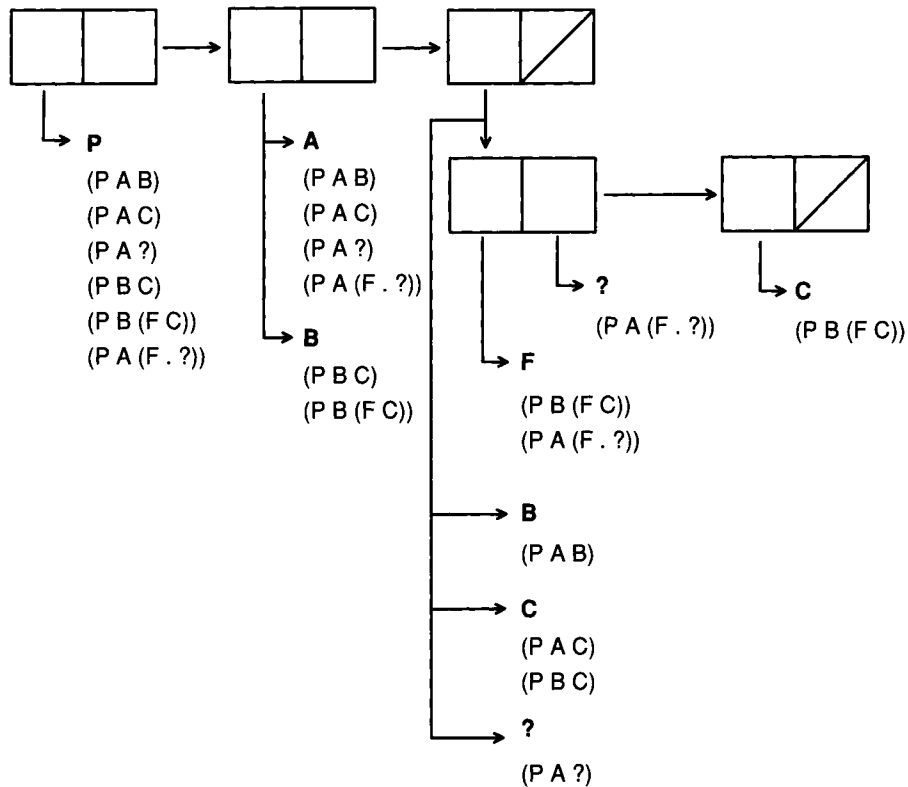 P
(P A B)
(P A C)
(P A ?)
(P B C)
(P B (F C))
(P A (F . ?))
A
(P A B)
(P A C)
(P A ?)
(P A (F . ?))
B
(P B C)
(P B (F C))
?
(P A (F . ?))
C
(P B (F C))
F
(P B (F C))
(P A (F . ?))
B
(P A B)
C
(P A C)
(P B C)
?
(P A ?)